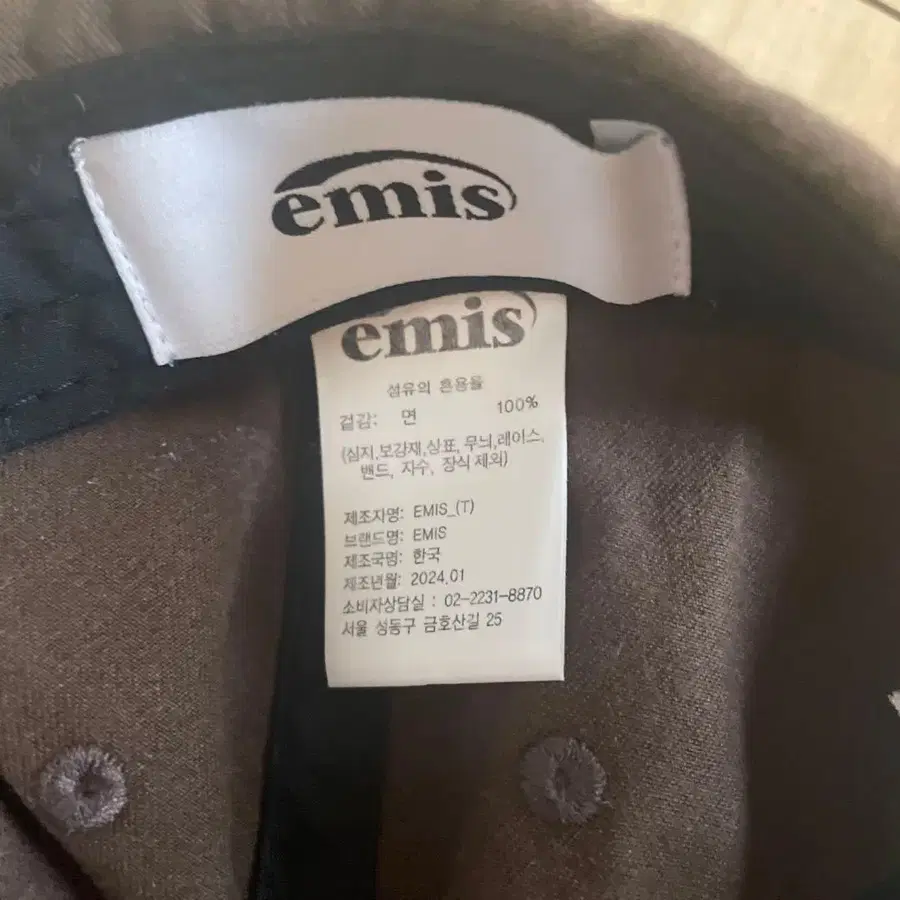 emis
emis
섬유의 혼용율
겉감: 면 100%
(심지,보강재,상표, 무늬,레이스,
밴드, 자수, 장식 제외)
제조자명: EMIS_(T)
브랜드명: EMIS
제조국명: 한국
제조년월: 2024.01
소비자상담실 : 02-2231-8870
서울 성동구 금호산길 25